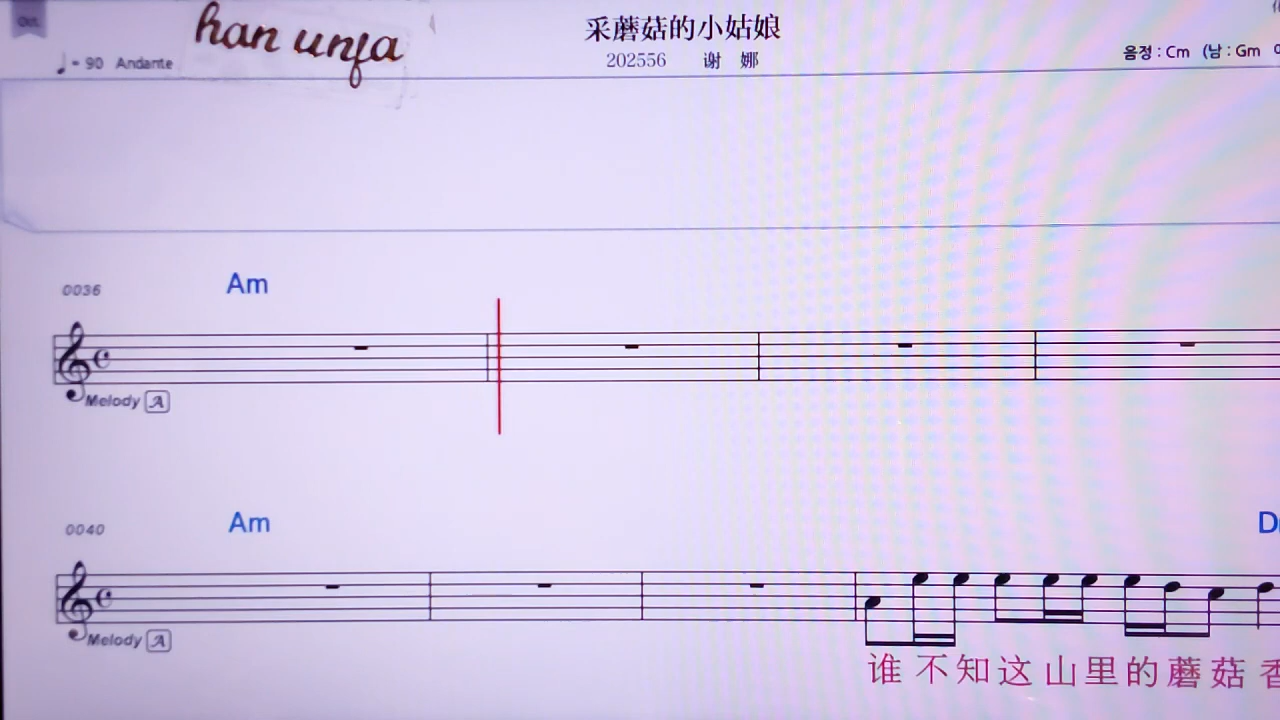 han unfa
采蘑菇的小姑娘
♩= 90 Andante
202556 谢 娜
음정 : Cm (남 : Gm
0036
Am
Melody A
0040
Am
Melody A
谁 不 知 这 山 里 的 蘑 菇 香